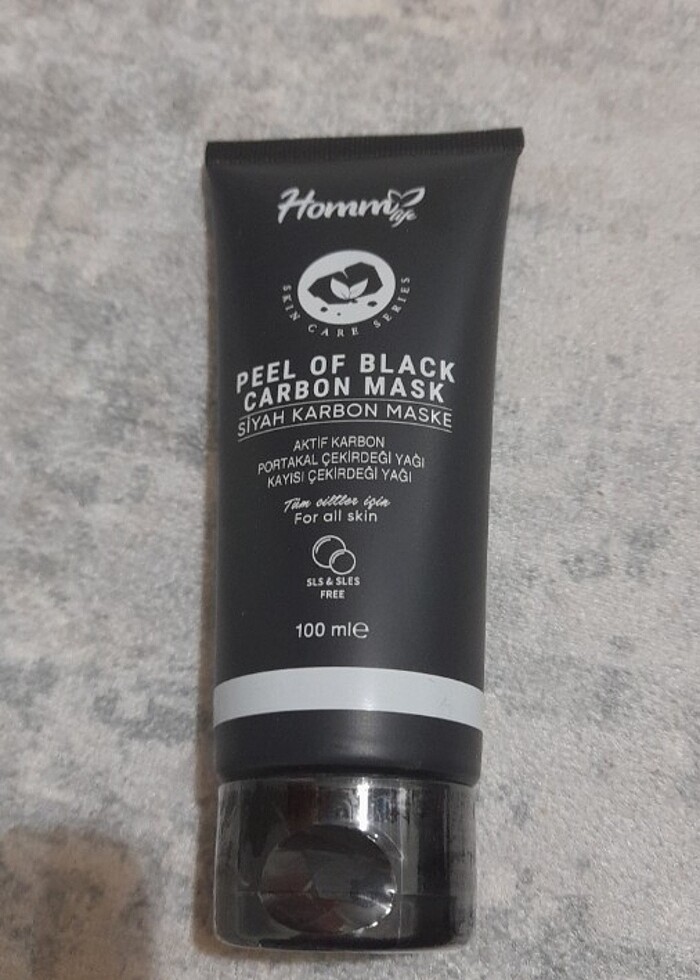 Hommy
life
SKIN CARE SERIES
PEEL OF BLACK
CARBON MASK
SİYAH KARBON MASKE
AKTİF KARBON
PORTAKAL ÇEKİRDEĞİ YAĞI
KAYISI ÇEKİRDEĞİ YAĞI
Tüm ciltler için
For all skin
SLS & SLES
FREE
100 ml℮